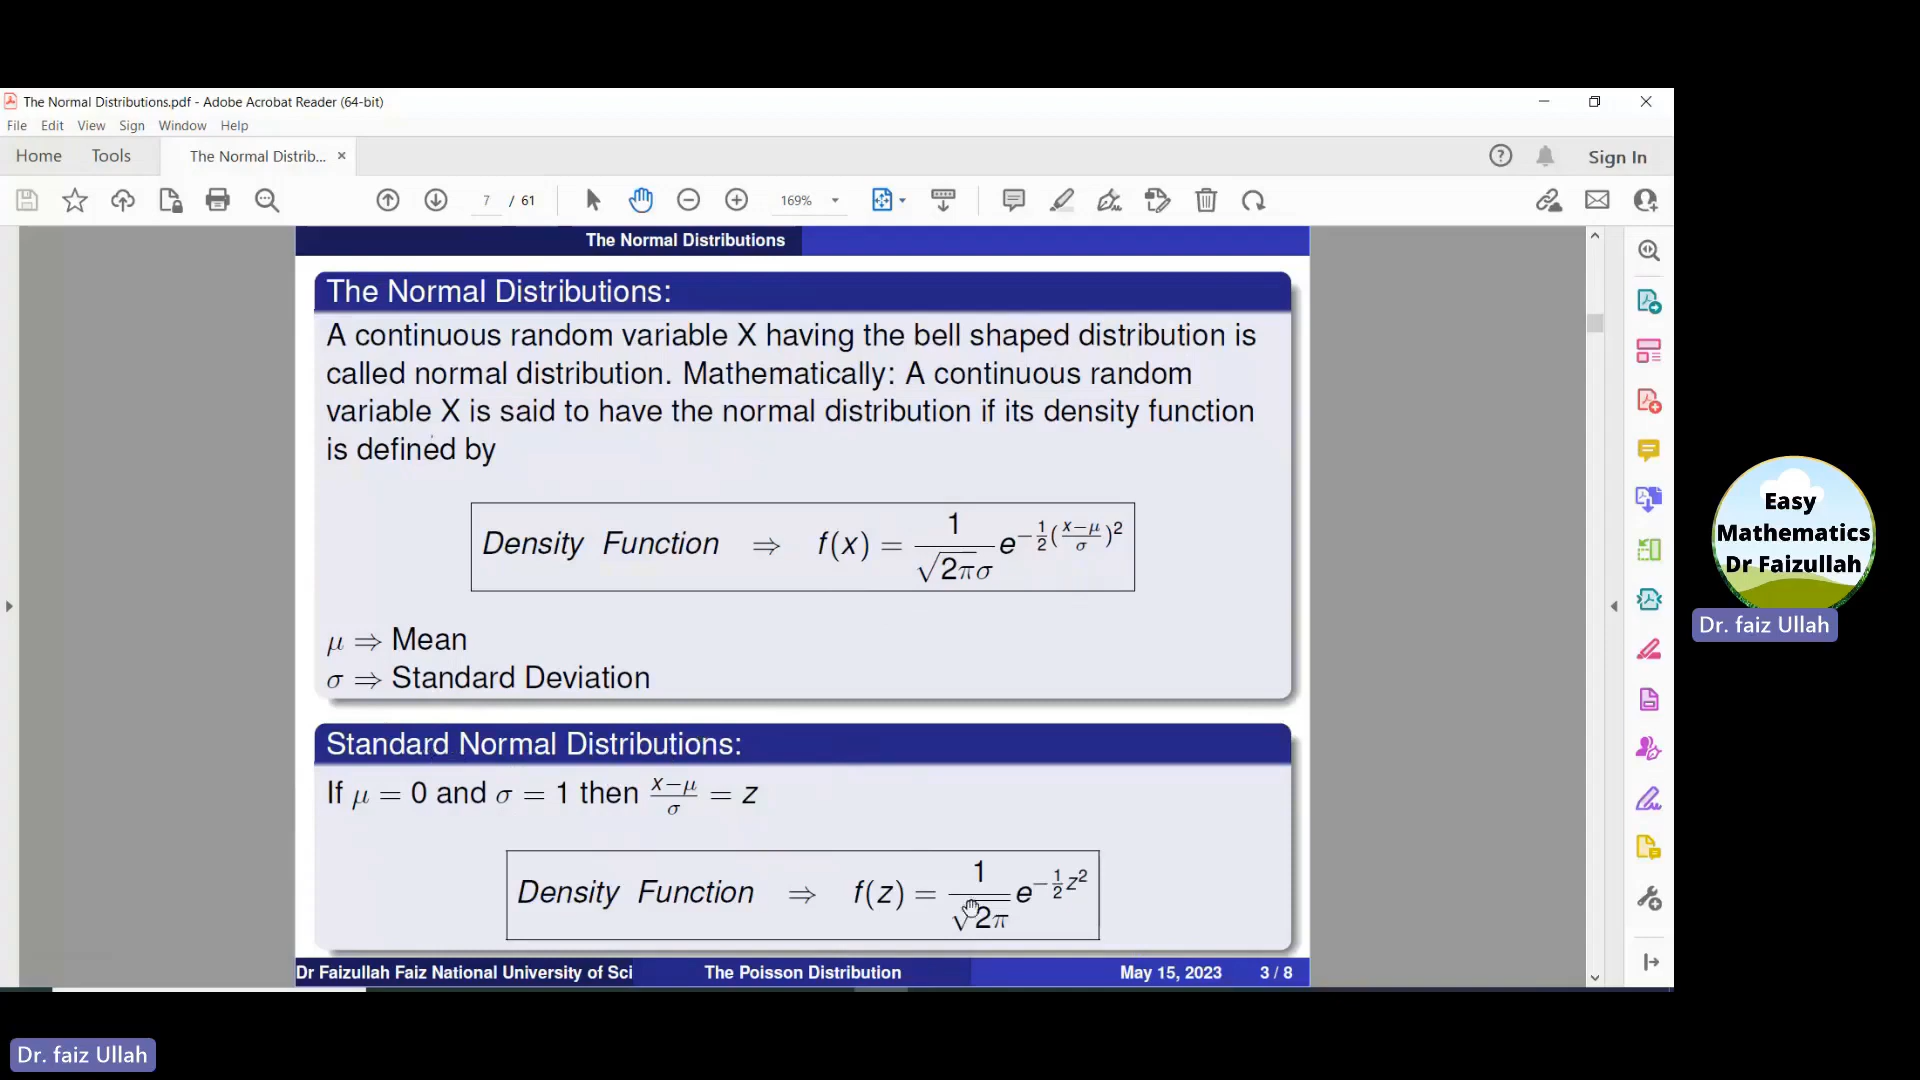 The Normal Distributions.pdf - Adobe Acrobat Reader (64-bit)
File Edit View Sign Window Help
Home Tools The Normal Distrib... × Sign In
7 / 61 169%
The Normal Distributions
The Normal Distributions:
A continuous random variable X having the bell shaped distribution is
called normal distribution. Mathematically: A continuous random
variable X is said to have the normal distribution if its density function
is defined by
Density Function ⇒ f(x) = 1/(√2πσ) e^(−1/2((x−μ)/σ)^2)
μ ⇒ Mean
σ ⇒ Standard Deviation
Standard Normal Distributions:
If μ = 0 and σ = 1 then (x−μ)/σ = z
Density Function ⇒ f(z) = 1/(√2π) e^(−1/2 z^2)
Dr Faizullah Faiz National University of Sci The Poisson Distribution May 15, 2023 3 / 8
Easy
Mathematics
Dr Faizullah
Dr. faiz Ullah
Dr. faiz Ullah